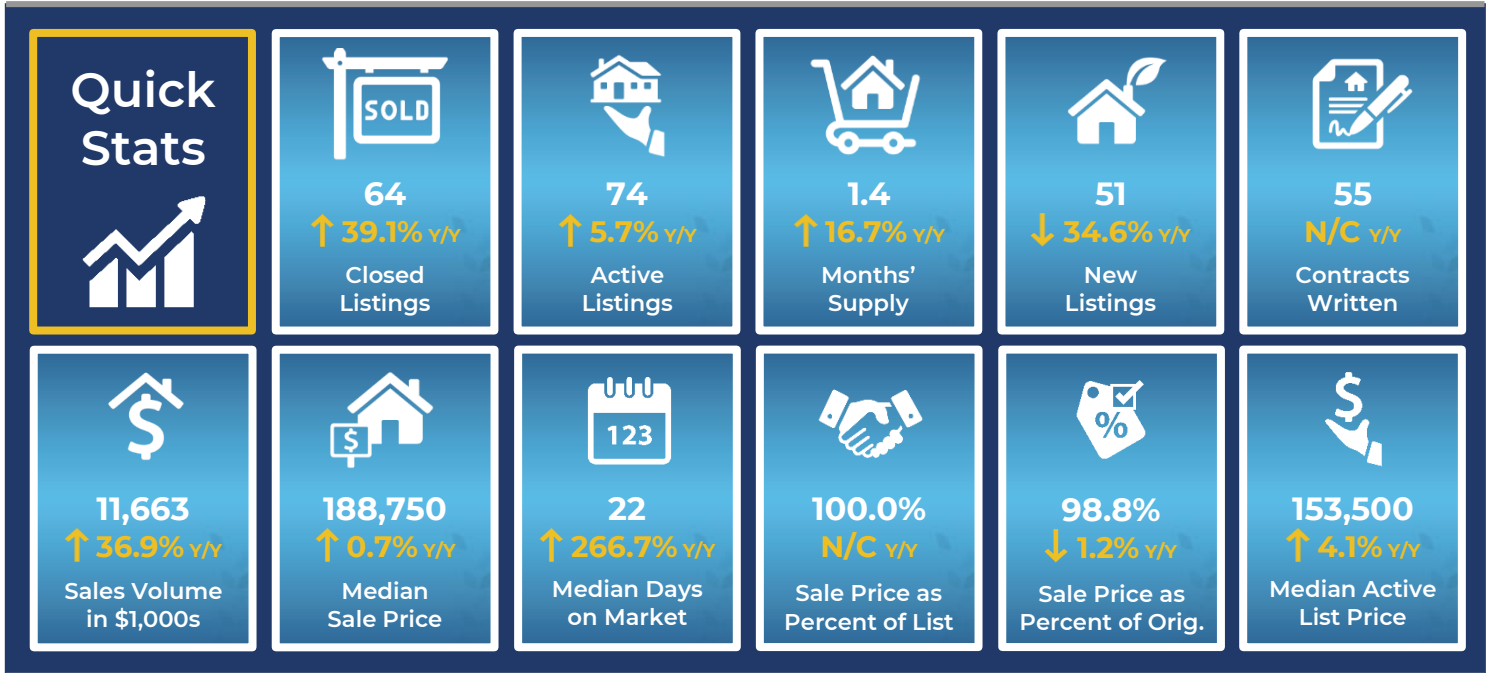 Quick
Stats
SOLD
64
↑ 39.1% Y/Y
Closed
Listings
74
↑ 5.7% Y/Y
Active
Listings
1.4
↑ 16.7% Y/Y
Months’
Supply
51
↓ 34.6% Y/Y
New
Listings
55
N/C Y/Y
Contracts
Written
$
11,663
↑ 36.9% Y/Y
Sales Volume
in $1,000s
$
188,750
↑ 0.7% Y/Y
Median
Sale Price
123
22
↑ 266.7% Y/Y
Median Days
on Market
100.0%
N/C Y/Y
Sale Price as
Percent of List
%
98.8%
↓ 1.2% Y/Y
Sale Price as
Percent of Orig.
$
153,500
↑ 4.1% Y/Y
Median Active
List Price